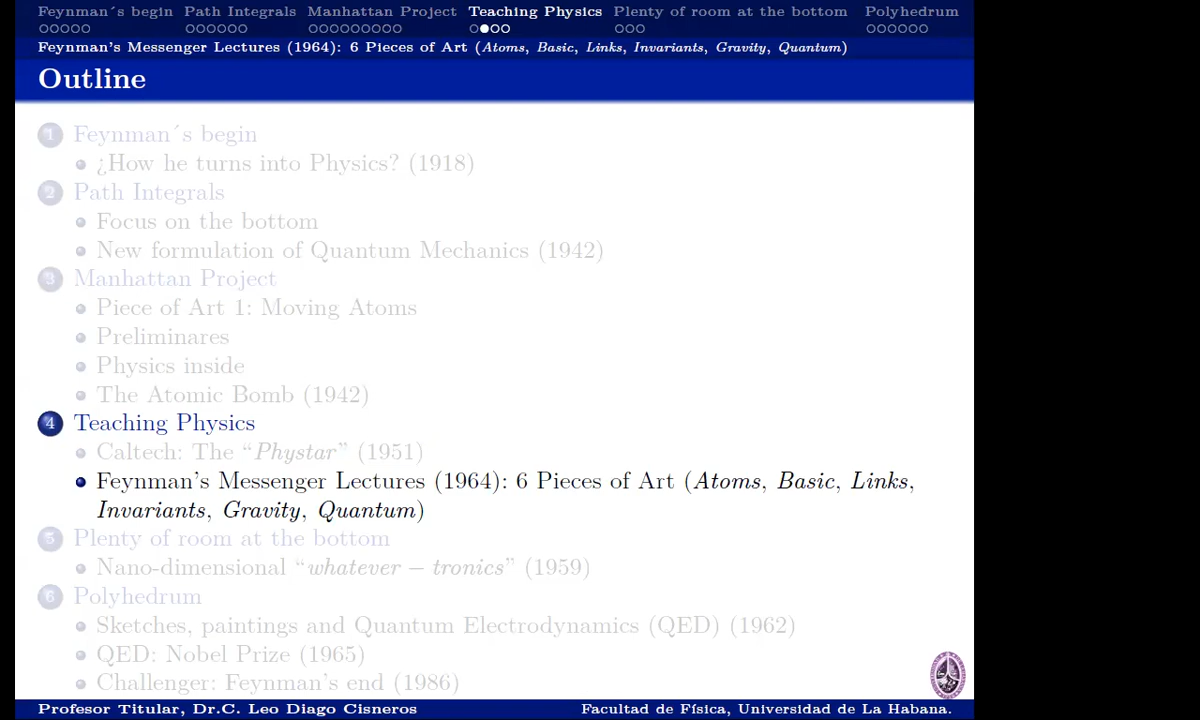 Feynman´s begin Path Integrals Manhattan Project Teaching Physics Plenty of room at the bottom Polyhedrum
Feynman's Messenger Lectures (1964): 6 Pieces of Art (Atoms, Basic, Links, Invariants, Gravity, Quantum)
Outline
1 Feynman´s begin
¿How he turns into Physics? (1918)
2 Path Integrals
Focus on the bottom
New formulation of Quantum Mechanics (1942)
3 Manhattan Project
Piece of Art 1: Moving Atoms
Preliminares
Physics inside
The Atomic Bomb (1942)
4 Teaching Physics
Caltech: The “Phystar” (1951)
Feynman's Messenger Lectures (1964): 6 Pieces of Art (Atoms, Basic, Links,
Invariants, Gravity, Quantum)
5 Plenty of room at the bottom
Nano-dimensional “whatever − tronics” (1959)
6 Polyhedrum
Sketches, paintings and Quantum Electrodynamics (QED) (1962)
QED: Nobel Prize (1965)
Challenger: Feynman's end (1986)
Profesor Titular, Dr.C. Leo Diago Cisneros Facultad de Física, Universidad de La Habana.